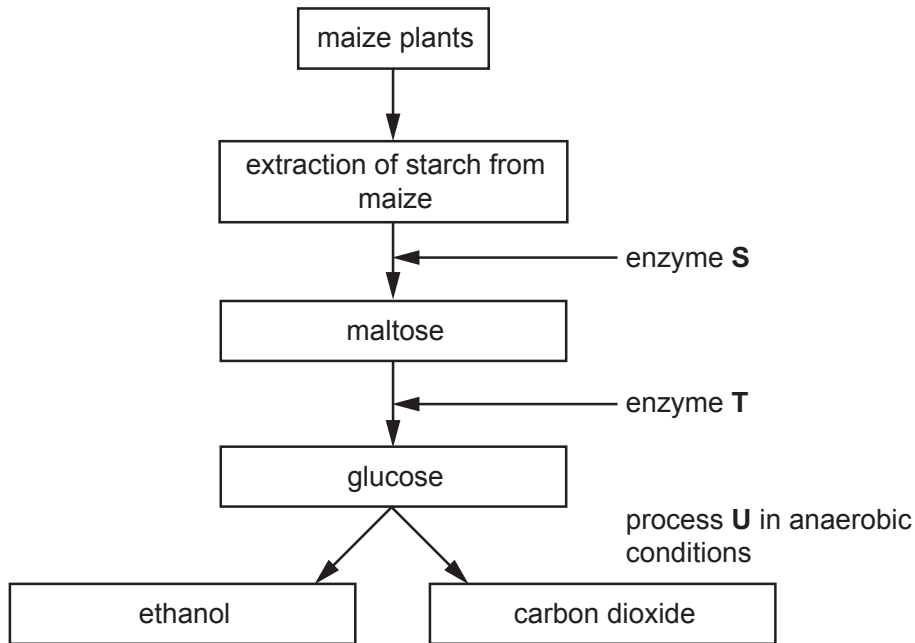 maize plants
extraction of starch from
maize
enzyme S
maltose
enzyme T
glucose
process U in anaerobic
conditions
ethanol
carbon dioxide